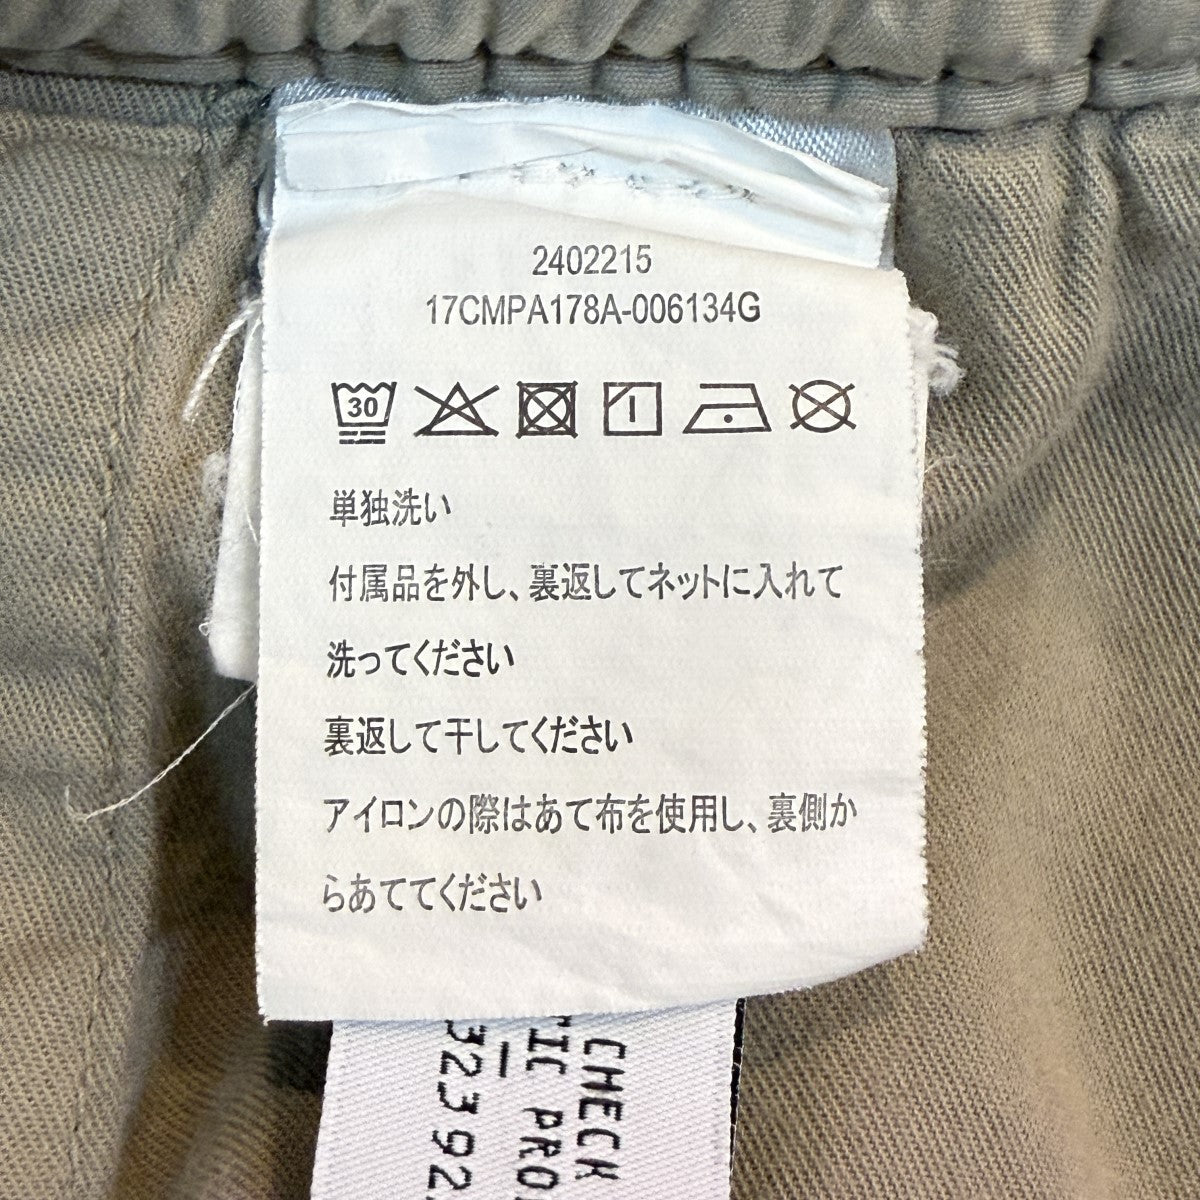 2402215
17CMPA178A-006134G
30
単独洗い
付属品を外し、裏返してネットに入れて
洗ってください
裏返して干してください
アイロンの際はあて布を使用し、裏側か
らあててください
CHECK